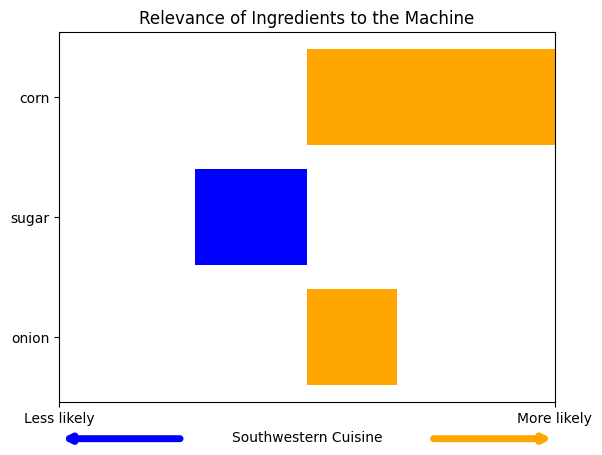 Relevance of Ingredients to the Machine
corn
sugar
onion
Less likely
More likely
Southwestern Cuisine